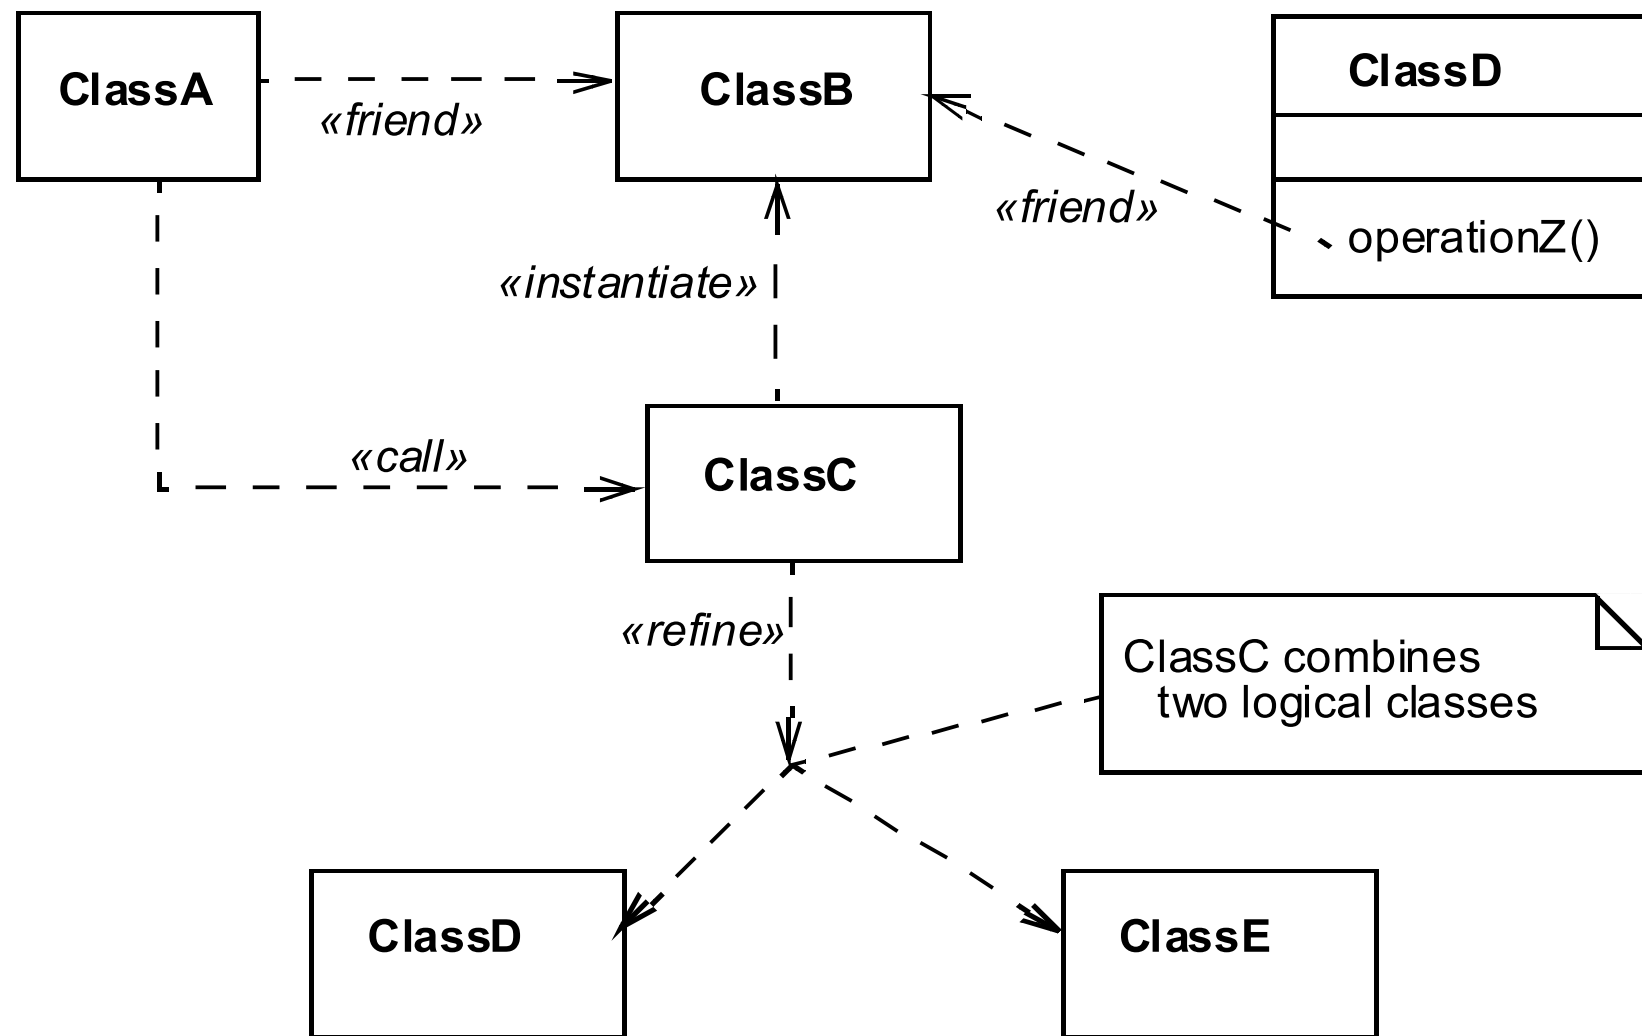 ClassA
ClassB
ClassD
«friend»
«friend»
operationZ()
«instantiate»
«call»
ClassC
«refine»
ClassC combines
two logical classes
ClassD
ClassE